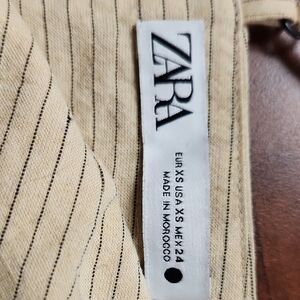 ZARA
EUR XS USA XS MEX 24
MADE IN MOROCCO